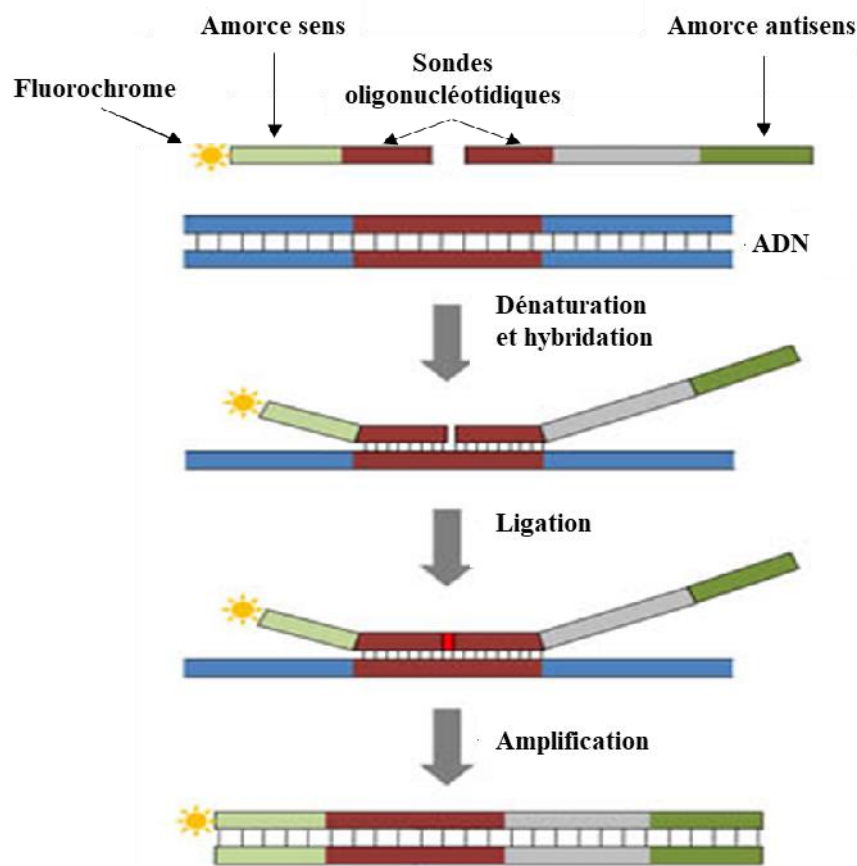 Amorce sens
Amorce antisens
Sondes
oligonucléotidiques
Fluorochrome
ADN
Dénaturation
et hybridation
Ligation
Amplification